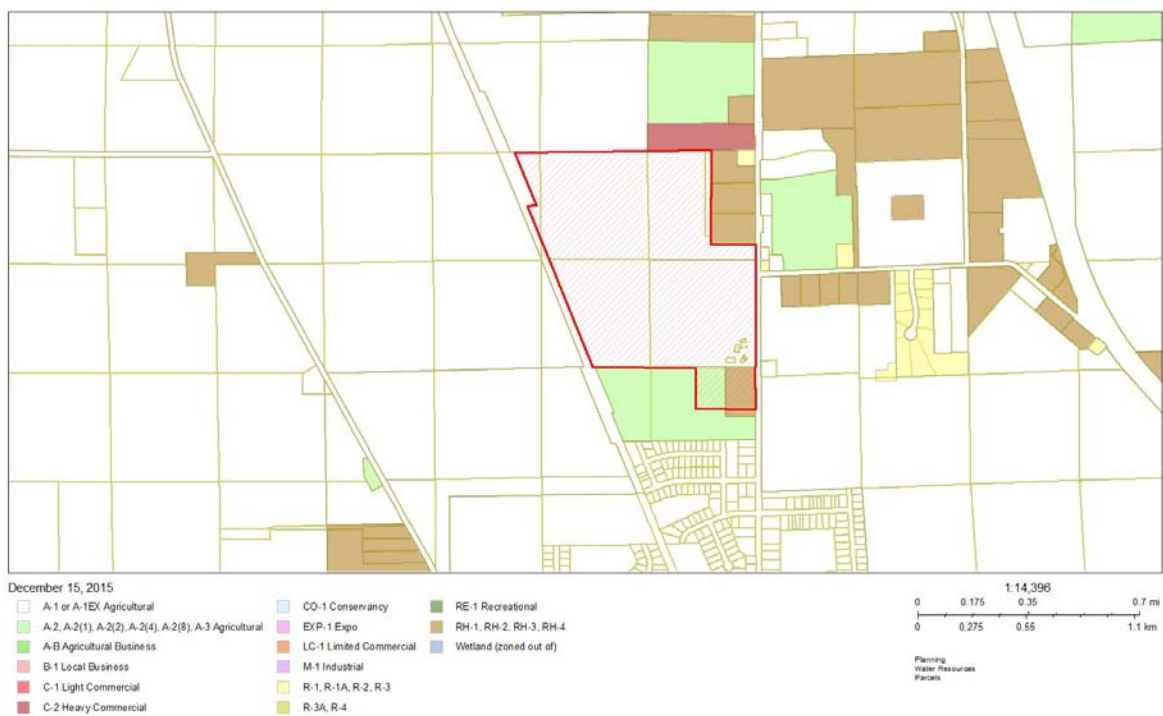 December 15, 2015
A-1 or A-1EX Agricultural
A-2, A-2(1), A-2(2), A-2(4), A-2(8), A-3 Agricultural
A-B Agricultural Business
B-1 Local Business
C-1 Light Commercial
C-2 Heavy Commercial
CO-1 Conservancy
EXP-1 Expo
LC-1 Limited Commercial
M-1 Industrial
R-1, R-1A, R-2, R-3
R-3A, R-4
RE-1 Recreational
RH-1, RH-2, RH-3, RH-4
Wetland (zoned out of)
1:14,396
0 0.175 0.35 0.7 mi
0 0.275 0.55 1.1 km
Planning
Water Resources
Parcels